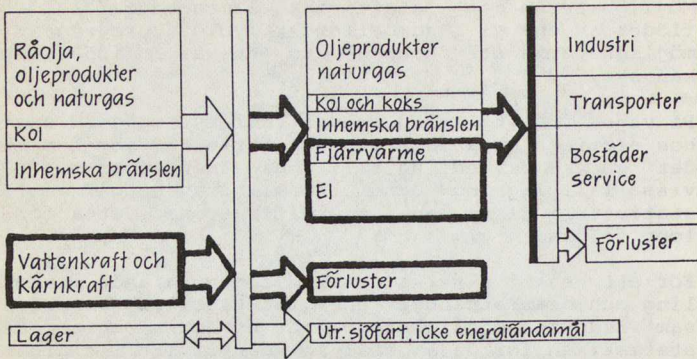 Råolja,
oljeprodukter
och naturgas
Kol
Inhemska bränslen
Vattenkraft och
kärnkraft
Lager
Oljeprodukter
naturgas
Kol och koks
Inhemska bränslen
Fjärrvärme
El
Förluster
Utr. sjöfart, icke energiändamål
Industri
Transporter
Bostäder
service
Förluster